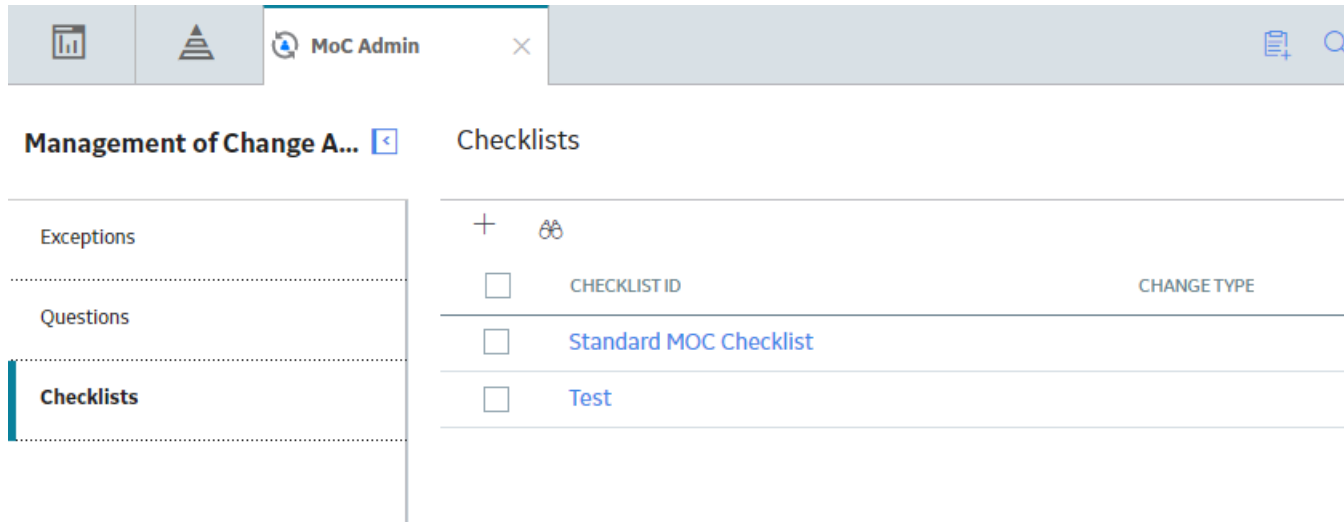 MoC Admin
Management of Change A...
Checklists
Exceptions
Questions
Checklists
CHECKLIST ID
CHANGE TYPE
Standard MOC Checklist
Test